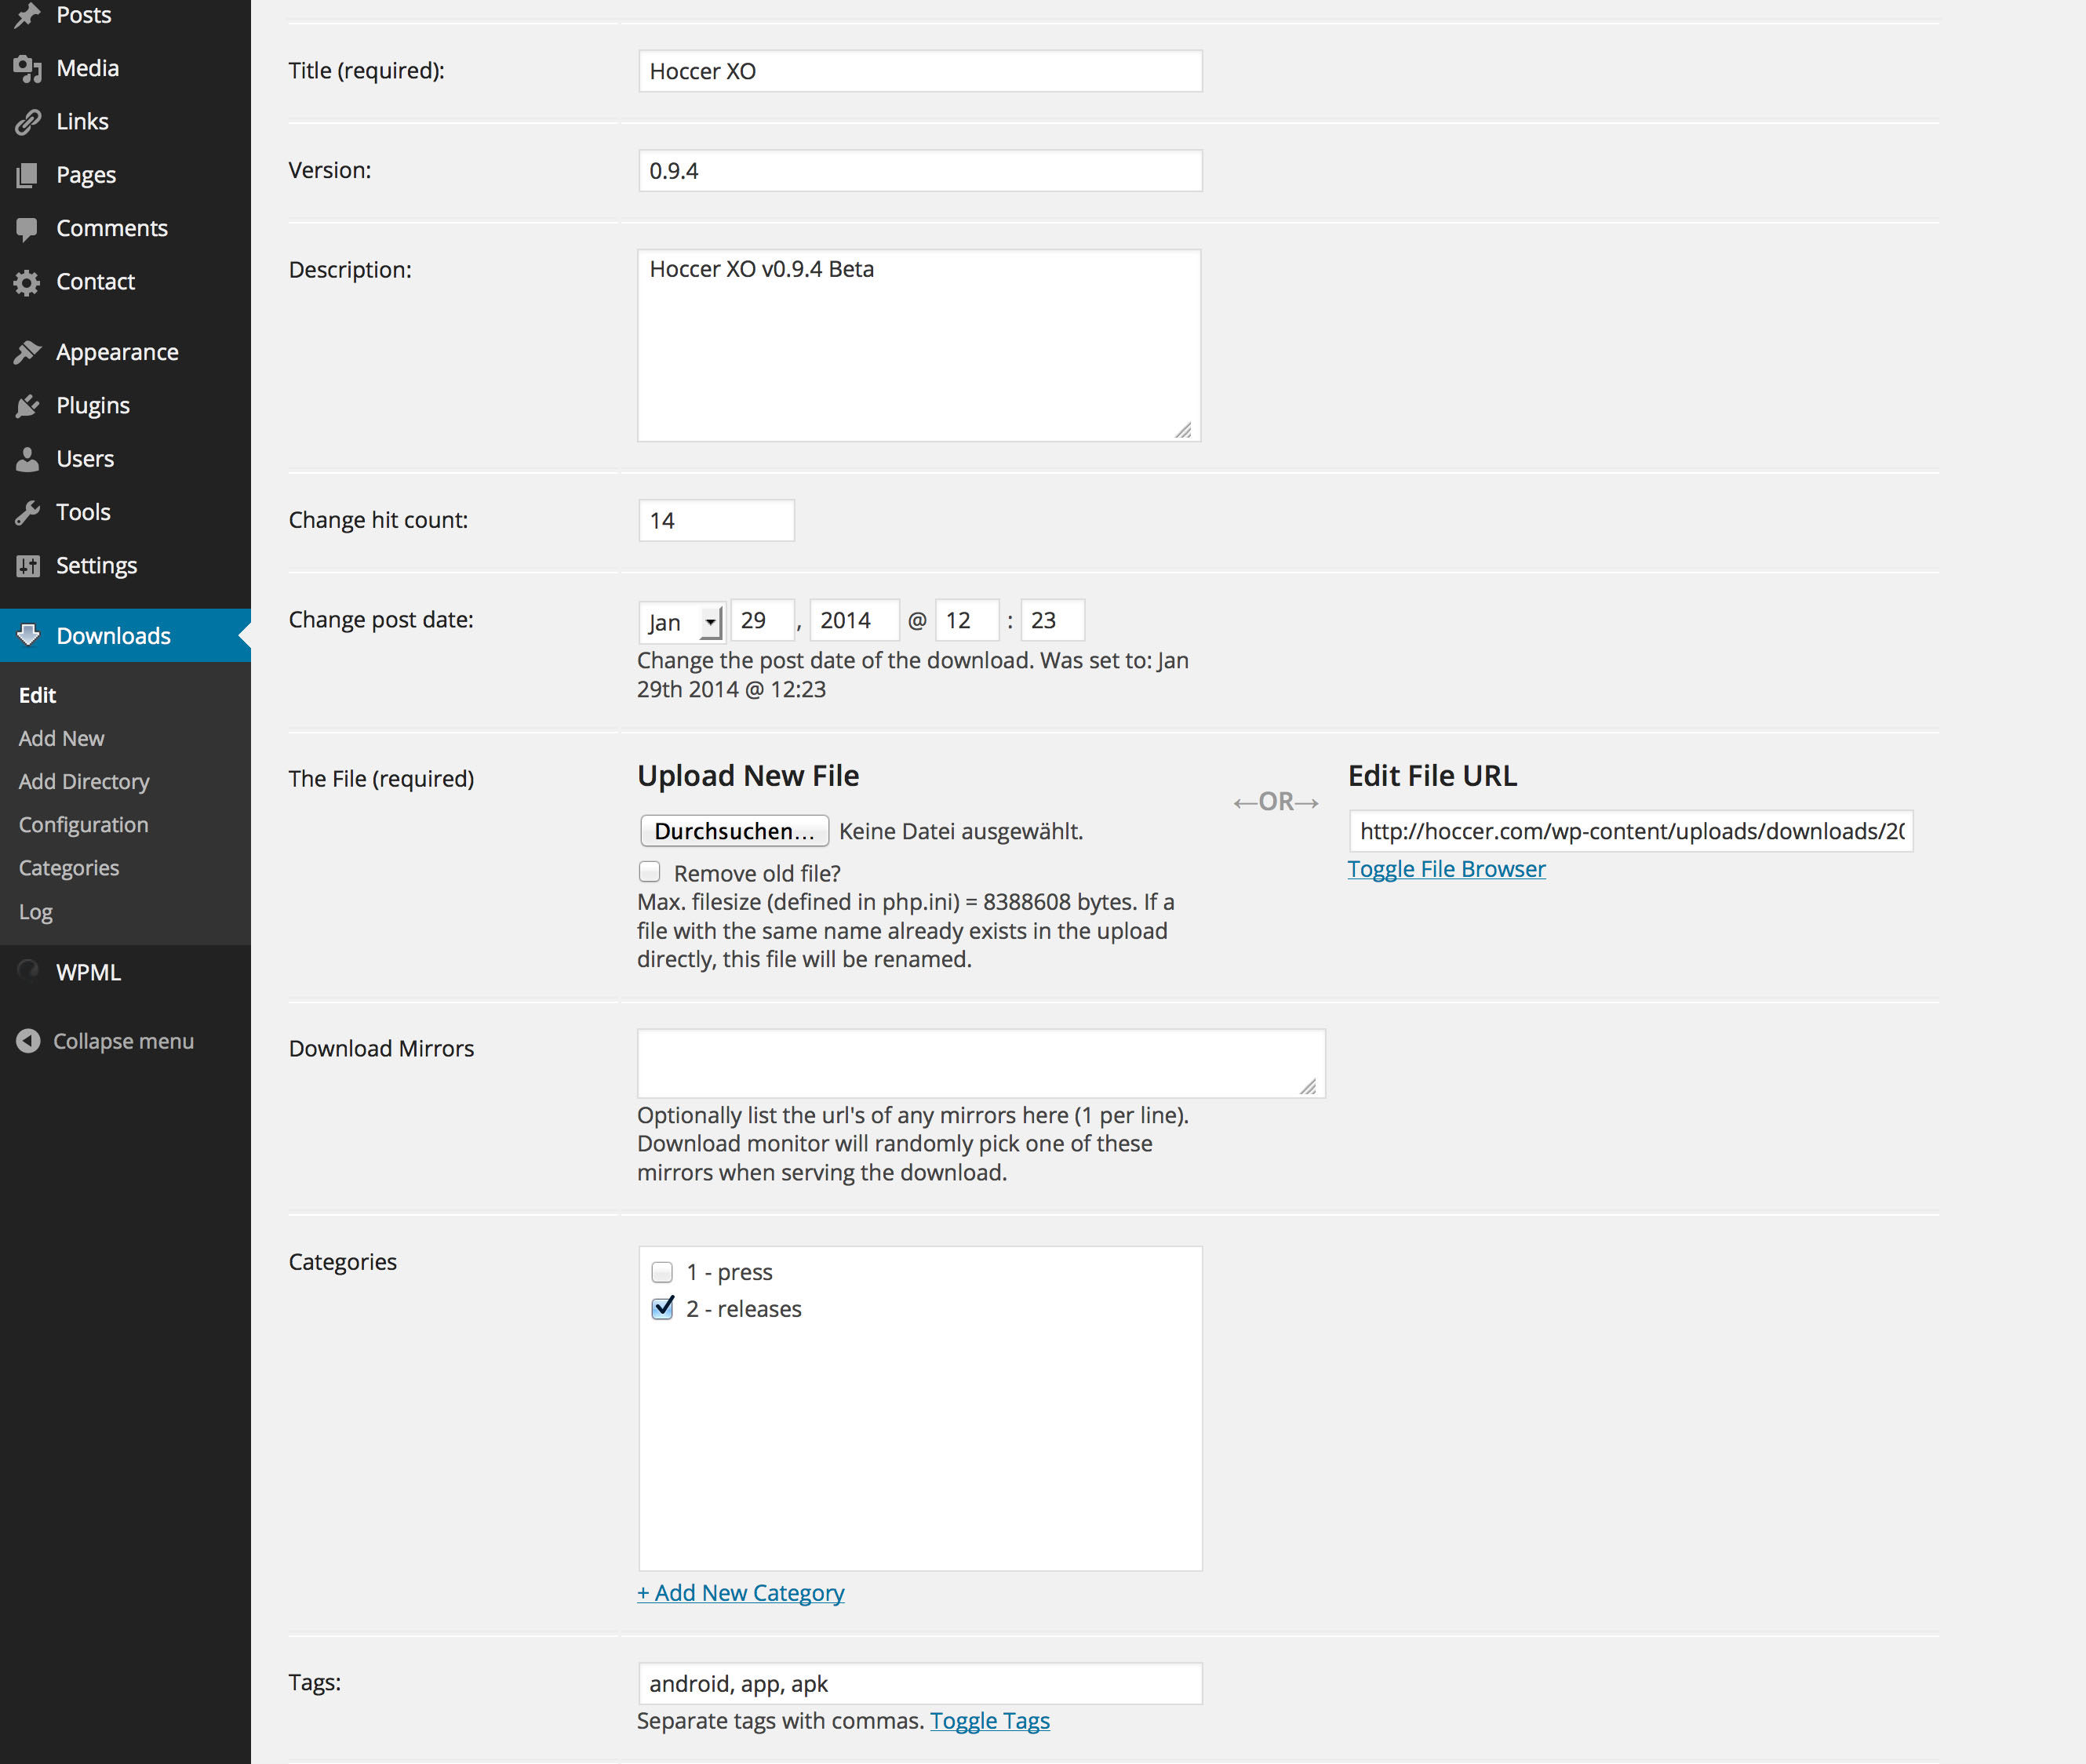 Posts
Media
Links
Pages
Comments
Contact
Appearance
Plugins
Users
Tools
Settings
Downloads
Edit
Add New
Add Directory
Configuration
Categories
Log
WPML
Collapse menu
Title (required):
Hoccer XO
Version:
0.9.4
Description:
Hoccer XO v0.9.4 Beta
Change hit count:
14
Change post date:
Jan 29 , 2014 @ 12 : 23
Change the post date of the download. Was set to: Jan
29th 2014 @ 12:23
The File (required)
Upload New File
Durchsuchen... Keine Datei ausgewählt.
Remove old file?
Max. filesize (defined in php.ini) = 8388608 bytes. If a
file with the same name already exists in the upload
directly, this file will be renamed.
←OR→
Edit File URL
http://hoccer.com/wp-content/uploads/downloads/20
Toggle File Browser
Download Mirrors
Optionally list the url's of any mirrors here (1 per line).
Download monitor will randomly pick one of these
mirrors when serving the download.
Categories
1 - press
2 - releases
+ Add New Category
Tags:
android, app, apk
Separate tags with commas. Toggle Tags